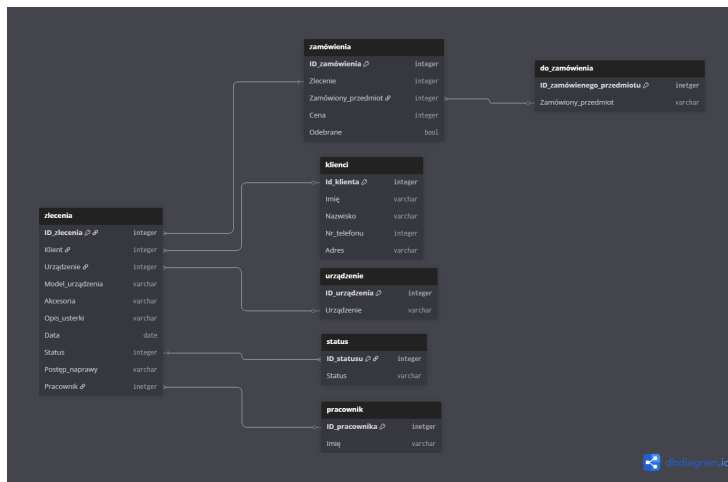 zamówienia
ID_zamówienia integer
Zlecenie integer
Zamówiony_przedmiot integer
Cena integer
Odebrane bool
do_zamówienia
ID_zamówienego_przedmiotu inetger
Zamówiony_przedmiot varchar
klienci
Id_klienta integer
Imię varchar
Nazwisko varchar
Nr_telefonu integer
Adres varchar
zlecenia
ID_zlecenia integer
Klient integer
Urządzenie integer
Model_urządzenia varchar
Akcesoria varchar
Opis_usterki varchar
Data date
Status integer
Postęp_naprawy varchar
Pracownik inetger
urządzenie
ID_urządzenia integer
Urządzenie varchar
status
ID_statusu integer
Status varchar
pracownik
ID_pracownika inetger
Imię varchar
dbdiagram.io